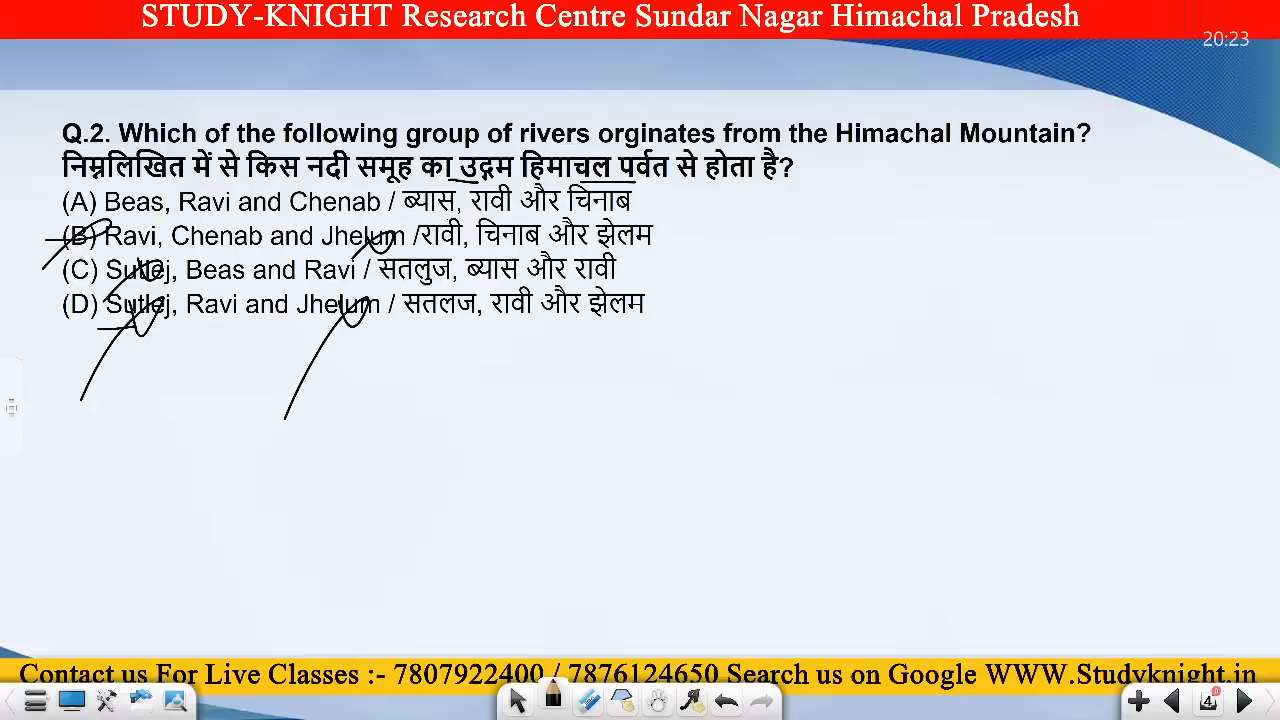 STUDY-KNIGHT Research Centre Sundar Nagar Himachal Pradesh
20:23
Q.2. Which of the following group of rivers orginates from the Himachal Mountain?
निम्नलिखित में से किस नदी समूह का उद्गम हिमाचल पर्वत से होता है?
(A) Beas, Ravi and Chenab / ब्यास, रावी और चिनाब
(B) Ravi, Chenab and Jhelum /रावी, चिनाब और झेलम
(C) Sutlej, Beas and Ravi / सतलुज, ब्यास और रावी
(D) Sutlej, Ravi and Jhelum / सतलज, रावी और झेलम
Contact us For Live Classes :- 7807922400 / 7876124650 Search us on Google WWW.Studyknight.in
4